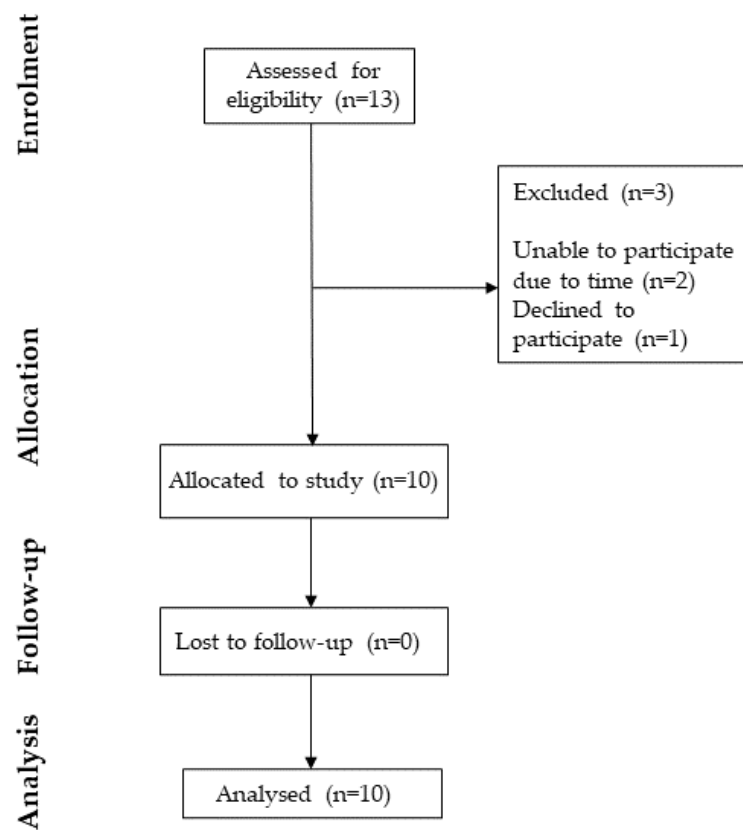 Enrolment
Assessed for
eligibility (n=13)
Excluded (n=3)
Unable to participate
due to time (n=2)
Declined to
participate (n=1)
Allocation
Allocated to study (n=10)
Follow-up
Lost to follow-up (n=0)
Analysis
Analysed (n=10)